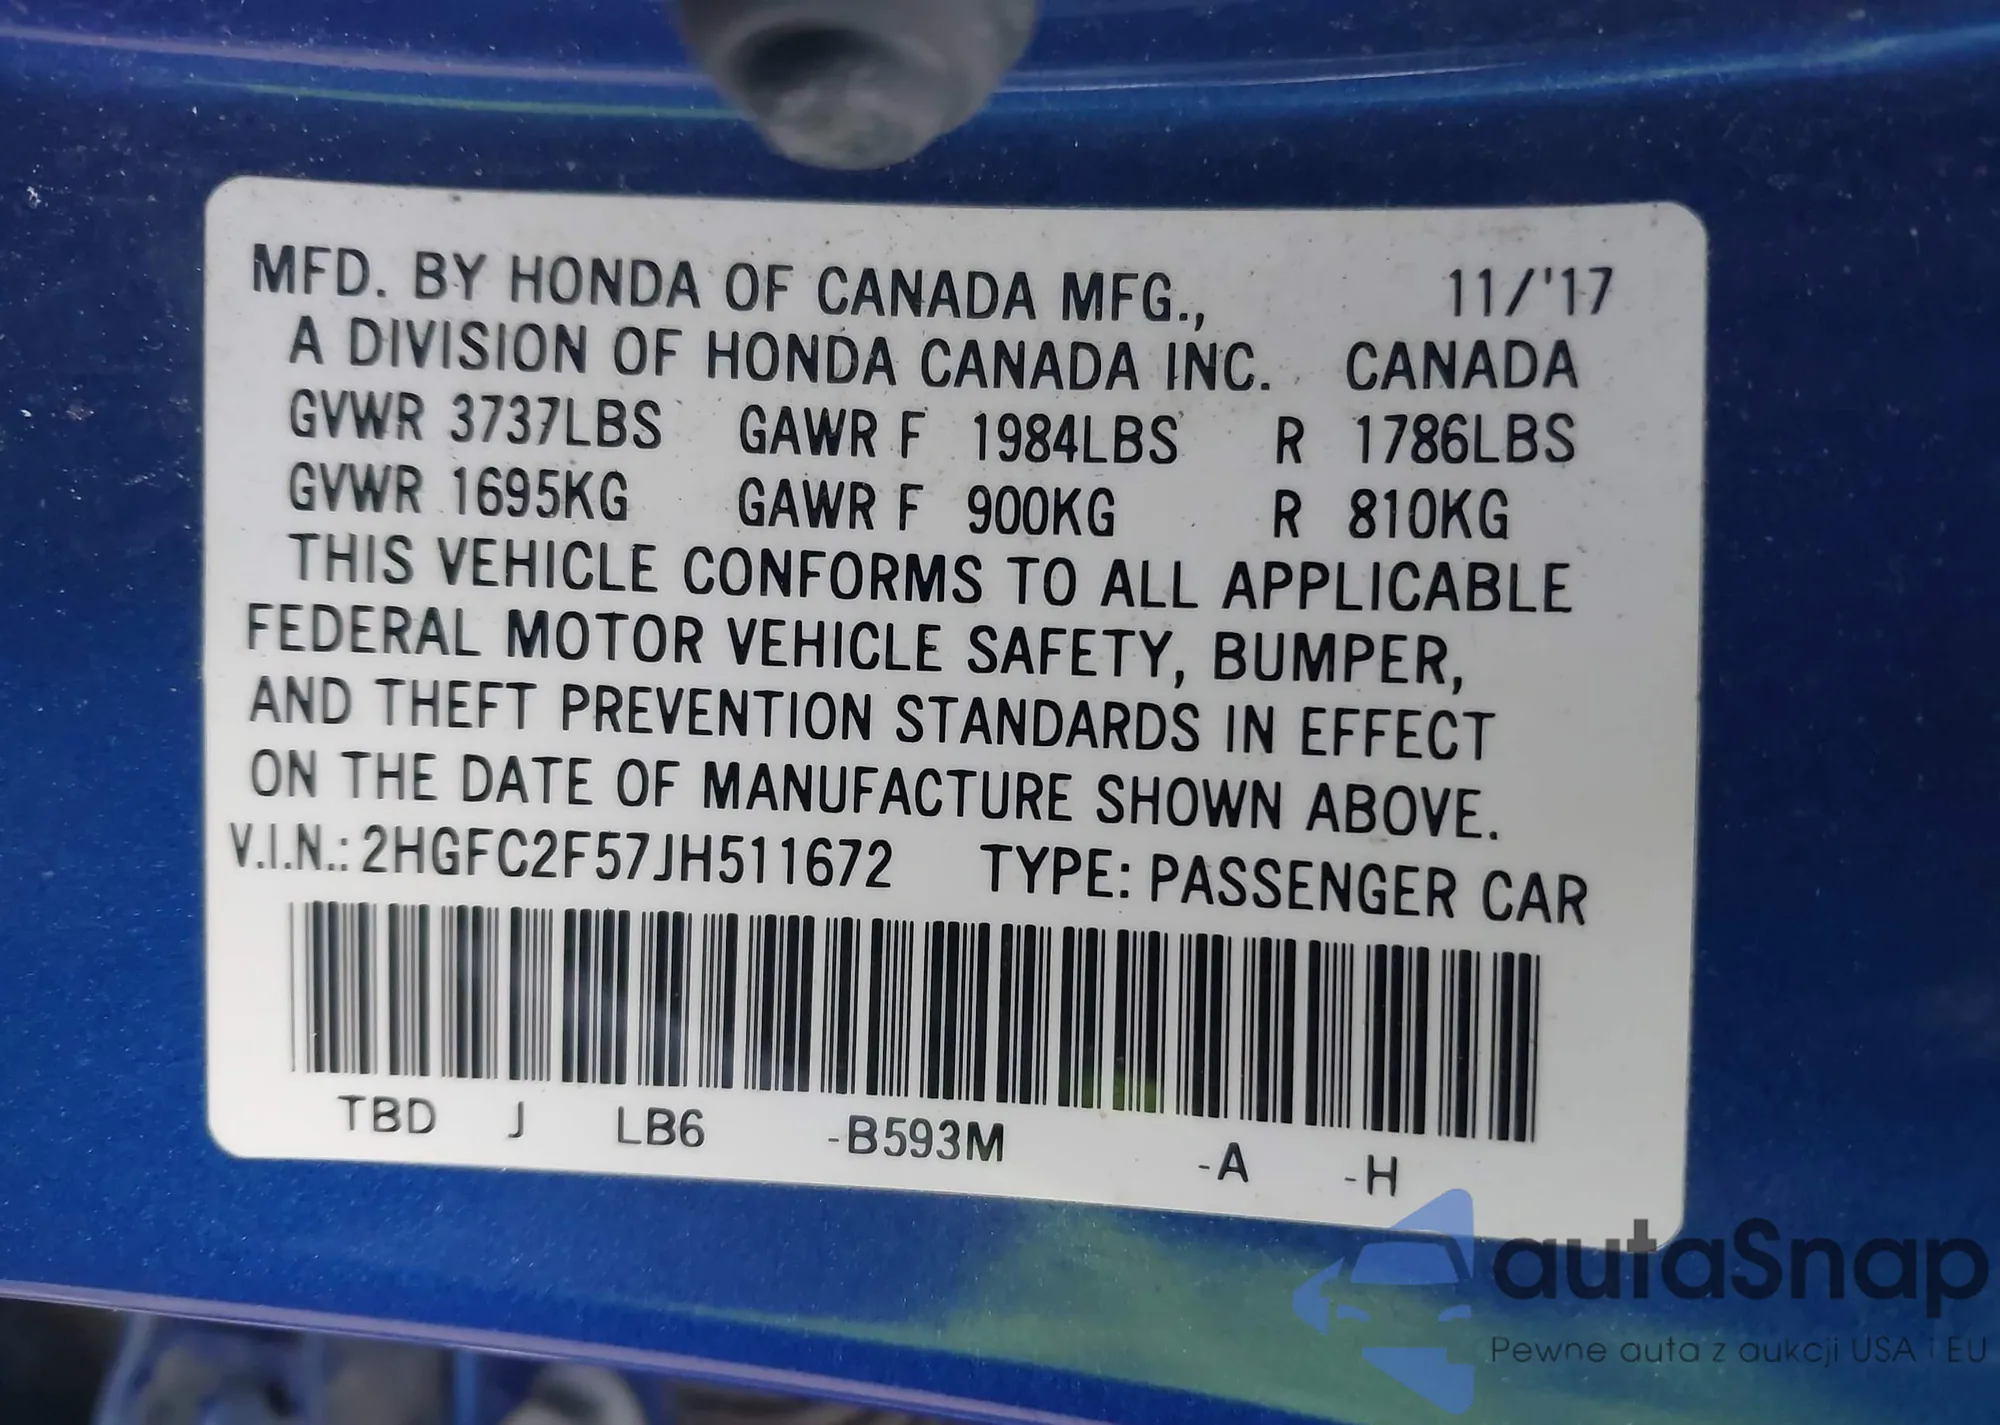 MFD. BY HONDA OF CANADA MFG., 11/'17
A DIVISION OF HONDA CANADA INC. CANADA
GVWR 3737LBS GAWR F 1984LBS R 1786LBS
GVWR 1695KG GAWR F 900KG R 810KG
THIS VEHICLE CONFORMS TO ALL APPLICABLE
FEDERAL MOTOR VEHICLE SAFETY, BUMPER,
AND THEFT PREVENTION STANDARDS IN EFFECT
ON THE DATE OF MANUFACTURE SHOWN ABOVE.
V.I.N.: 2HGFC2F57JH511672 TYPE: PASSENGER CAR
TBD J LB6 -B593M -A -H
autaSnap
Pewne auta z aukcji USA i EU